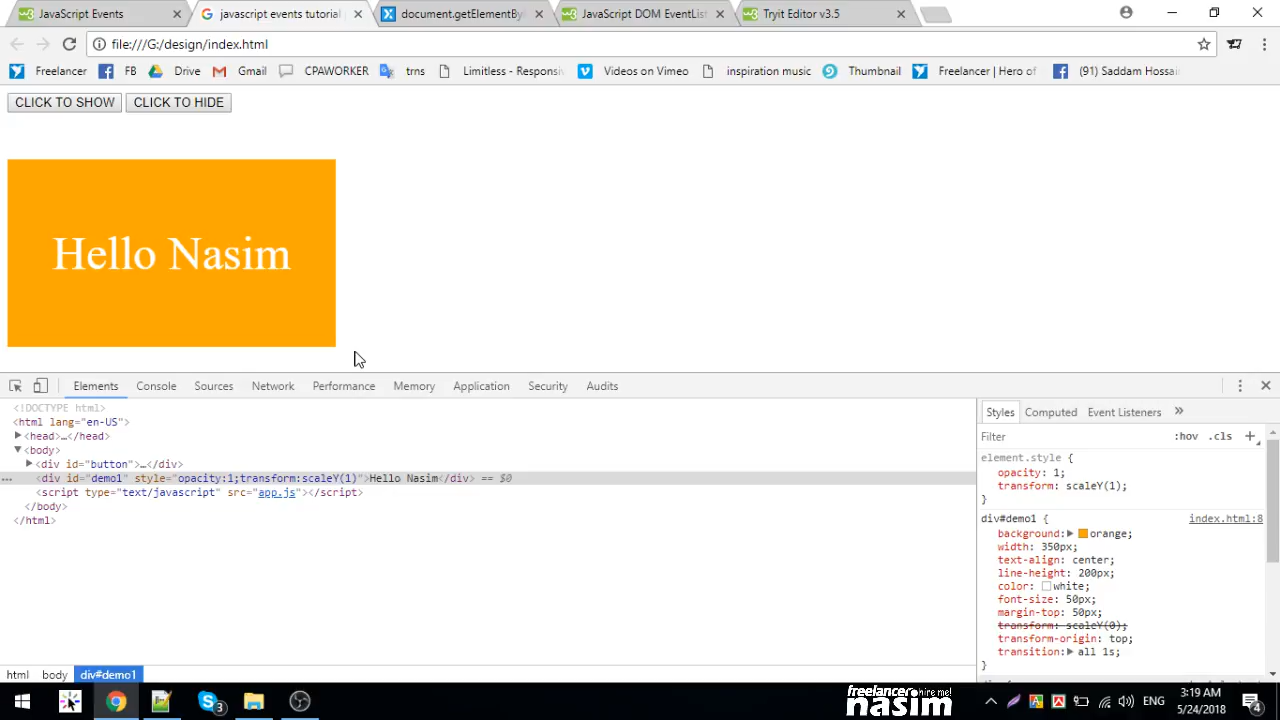 JavaScript Events
javascript events tutorial
document.getElementBy
JavaScript DOM EventList
Tryit Editor v3.5
file:///G:/design/index.html
Freelancer
FB
Drive
Gmail
CPAWORKER
trns
Limitless - Responsi
Videos on Vimeo
inspiration music
Thumbnail
Freelancer | Hero of
(91) Saddam Hossai
CLICK TO SHOW
CLICK TO HIDE
Hello Nasim
Elements
Console
Sources
Network
Performance
Memory
Application
Security
Audits
<!DOCTYPE html>
<html lang="en-US">
<head>…</head>
<body>
<div id="button">…</div>
<div id="demo1" style="opacity:1;transform:scaleY(1)">Hello Nasim</div> == $0
<script type="text/javascript" src="app.js"></script>
</body>
</html>
Styles
Computed
Event Listeners
»
Filter
:hov .cls +
element.style {
opacity: 1;
transform: scaleY(1);
}
div#demo1 {
index.html:8
background: orange;
width: 350px;
text-align: center;
line-height: 200px;
color: white;
font-size: 50px;
margin-top: 50px;
transform: scaleY(0);
transform-origin: top;
transition: all 1s;
}
html
body
div#demo1
3
freelancer hire me!
nasim
ENG
3:19 AM
5/24/2018
4